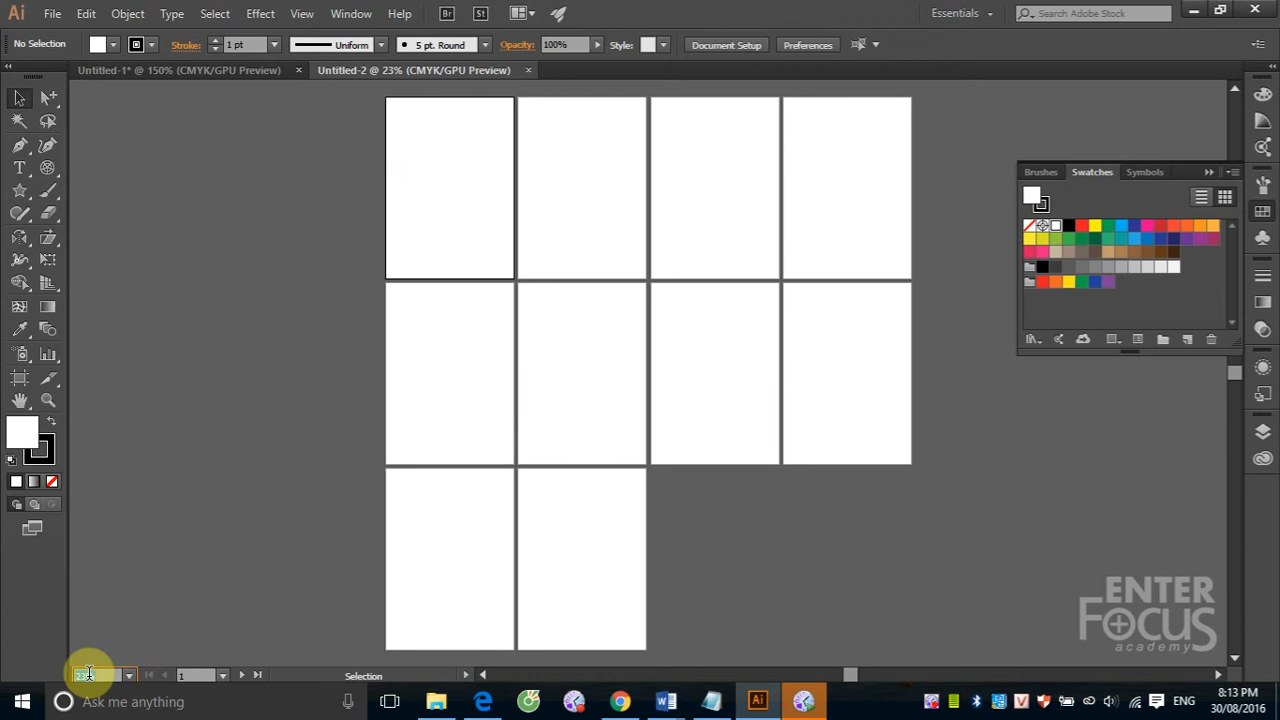 Ai File Edit Object Type Select Effect View Window Help Br St Essentials Search Adobe Stock
No Selection Stroke: 1 pt Uniform 5 pt. Round Opacity: 100% Style: Document Setup Preferences
Untitled-1* @ 150% (CMYK/GPU Preview) × Untitled-2 @ 23% (CMYK/GPU Preview) ×
Brushes Swatches Symbols
ENTER
FOCUS
academy
23% 1 Selection
Ask me anything Ai ENG 8:13 PM
30/08/2016